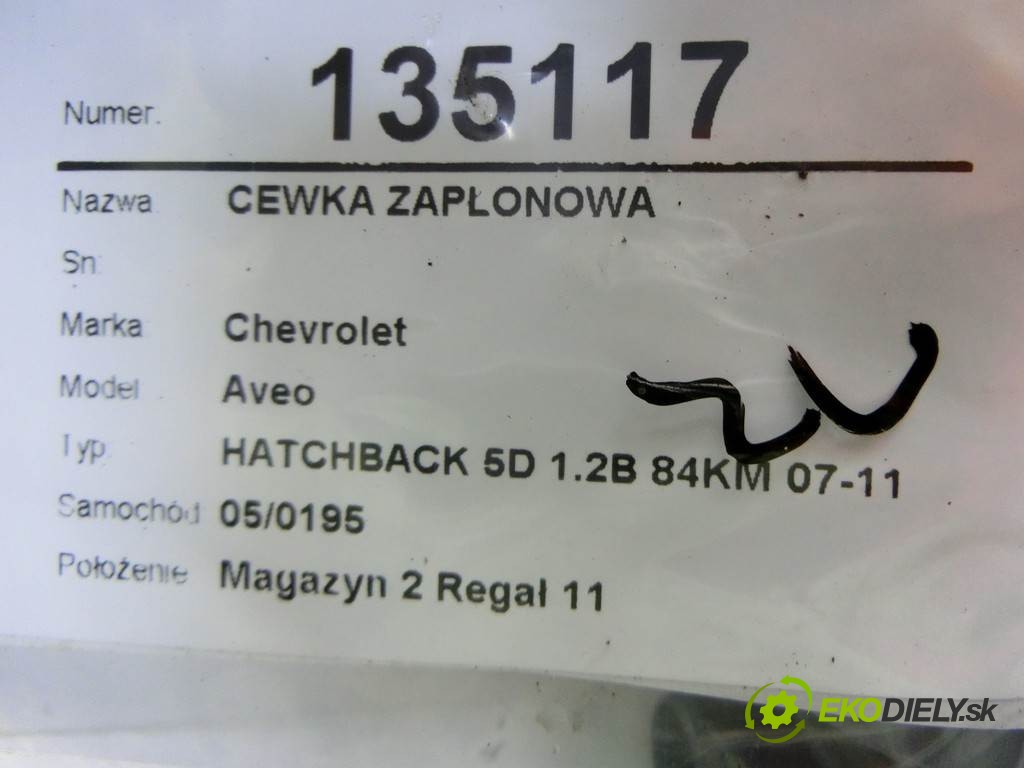 Numer. 135117
Nazwa CEWKA ZAPŁONOWA
Sn
Marka Chevrolet
Model Aveo
Typ HATCHBACK 5D 1.2B 84KM 07-11
Samochód 05/0195
Położenie Magazyn 2 Regał 11
EKODIELY.sk